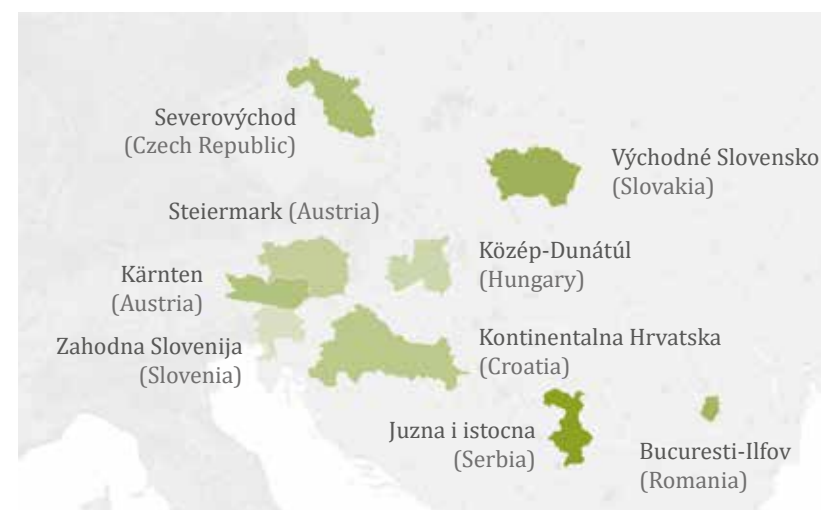 Severovýchod
(Czech Republic)
Východné Slovensko
(Slovakia)
Steiermark (Austria)
Közép-Dunátúl
(Hungary)
Kärnten
(Austria)
Zahodna Slovenija
(Slovenia)
Kontinentalna Hrvatska
(Croatia)
Juzna i istocna
(Serbia)
Bucuresti-Ilfov
(Romania)